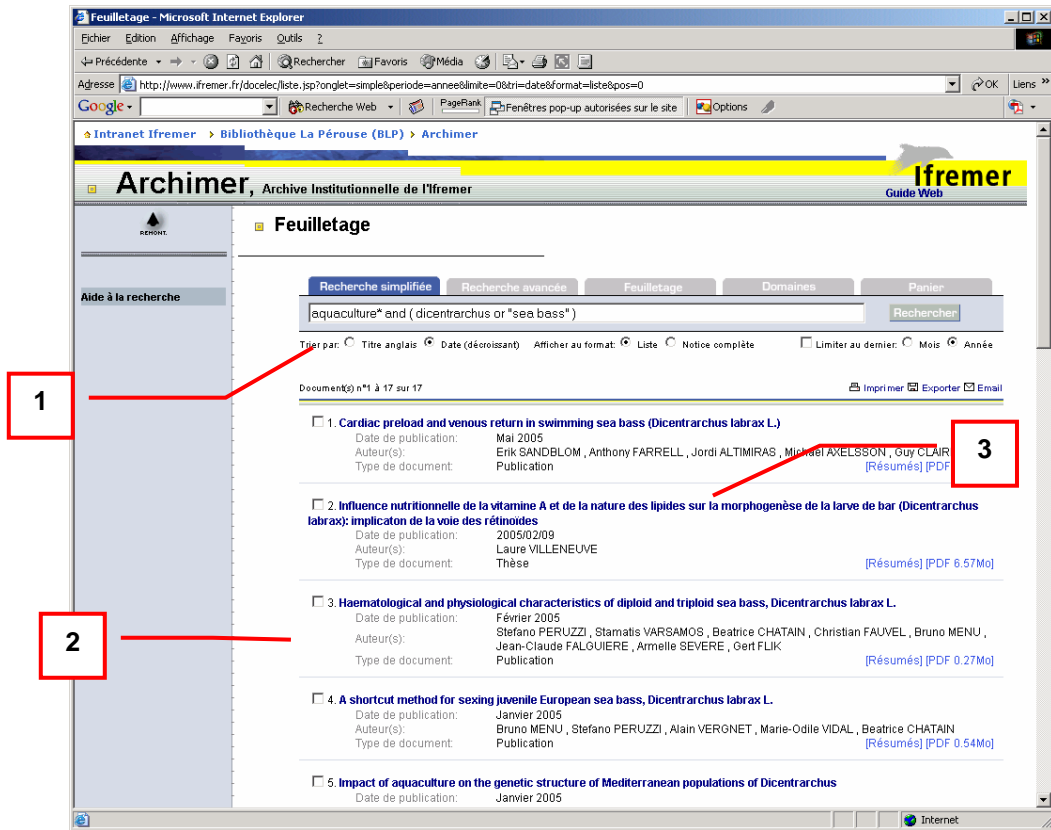 Feuilletage - Microsoft Internet Explorer
Eichier Edition Affichage Favoris Outils ?
Précédente Rechercher Favoris Média
Adresse http://www.ifremer.fr/docelec/liste.jsp?onglet=simple&periode=annee&limite=0&tri=date&format=liste&pos=0 OK Liens »
Google Recherche Web PageRank Fenêtres pop-up autorisées sur le site Options
Intranet Ifremer > Bibliothèque La Pérouse (BLP) > Archimer
Archimer, Archive Institutionnelle de l'Ifremer
Ifremer
Guide Web
REMONT.
Feuilletage
Aide à la recherche
Recherche simplifiée Recherche avancée Feuilletage Domaines Panier
aquaculture* and ( dicentrarchus or "sea bass" ) Rechercher
Trier par: Titre anglais Date (décroissant) Afficher au format: Liste Notice complète Limiter au dernier: Mois Année
1
Document(s) n°1 à 17 sur 17 Imprimer Exporter Email
1. Cardiac preload and venous return in swimming sea bass (Dicentrarchus labrax L.)
Date de publication: Mai 2005
Auteur(s): Erik SANDBLOM , Anthony FARRELL , Jordi ALTIMIRAS , Michael AXELSSON , Guy CLAIR
3
Type de document: Publication [Résumés] [PDF
2. Influence nutritionnelle de la vitamine A et de la nature des lipides sur la morphogenèse de la larve de bar (Dicentrarchus
labrax): implicaton de la voie des rétinoïdes
Date de publication: 2005/02/09
Auteur(s): Laure VILLENEUVE
Type de document: Thèse [Résumés] [PDF 6.57Mo]
3. Haematological and physiological characteristics of diploid and triploid sea bass, Dicentrarchus labrax L.
Date de publication: Février 2005
Auteur(s): Stefano PERUZZI , Stamatis VARSAMOS , Beatrice CHATAIN , Christian FAUVEL , Bruno MENU ,
Jean-Claude FALGUIERE , Armelle SEVERE , Gert FLIK
2
Type de document: Publication [Résumés] [PDF 0.27Mo]
4. A shortcut method for sexing juvenile European sea bass, Dicentrarchus labrax L.
Date de publication: Janvier 2005
Auteur(s): Bruno MENU , Stefano PERUZZI , Alain VERGNET , Marie-Odile VIDAL , Beatrice CHATAIN
Type de document: Publication [Résumés] [PDF 0.54Mo]
5. Impact of aquaculture on the genetic structure of Mediterranean populations of Dicentrarchus
Date de publication: Janvier 2005
Internet